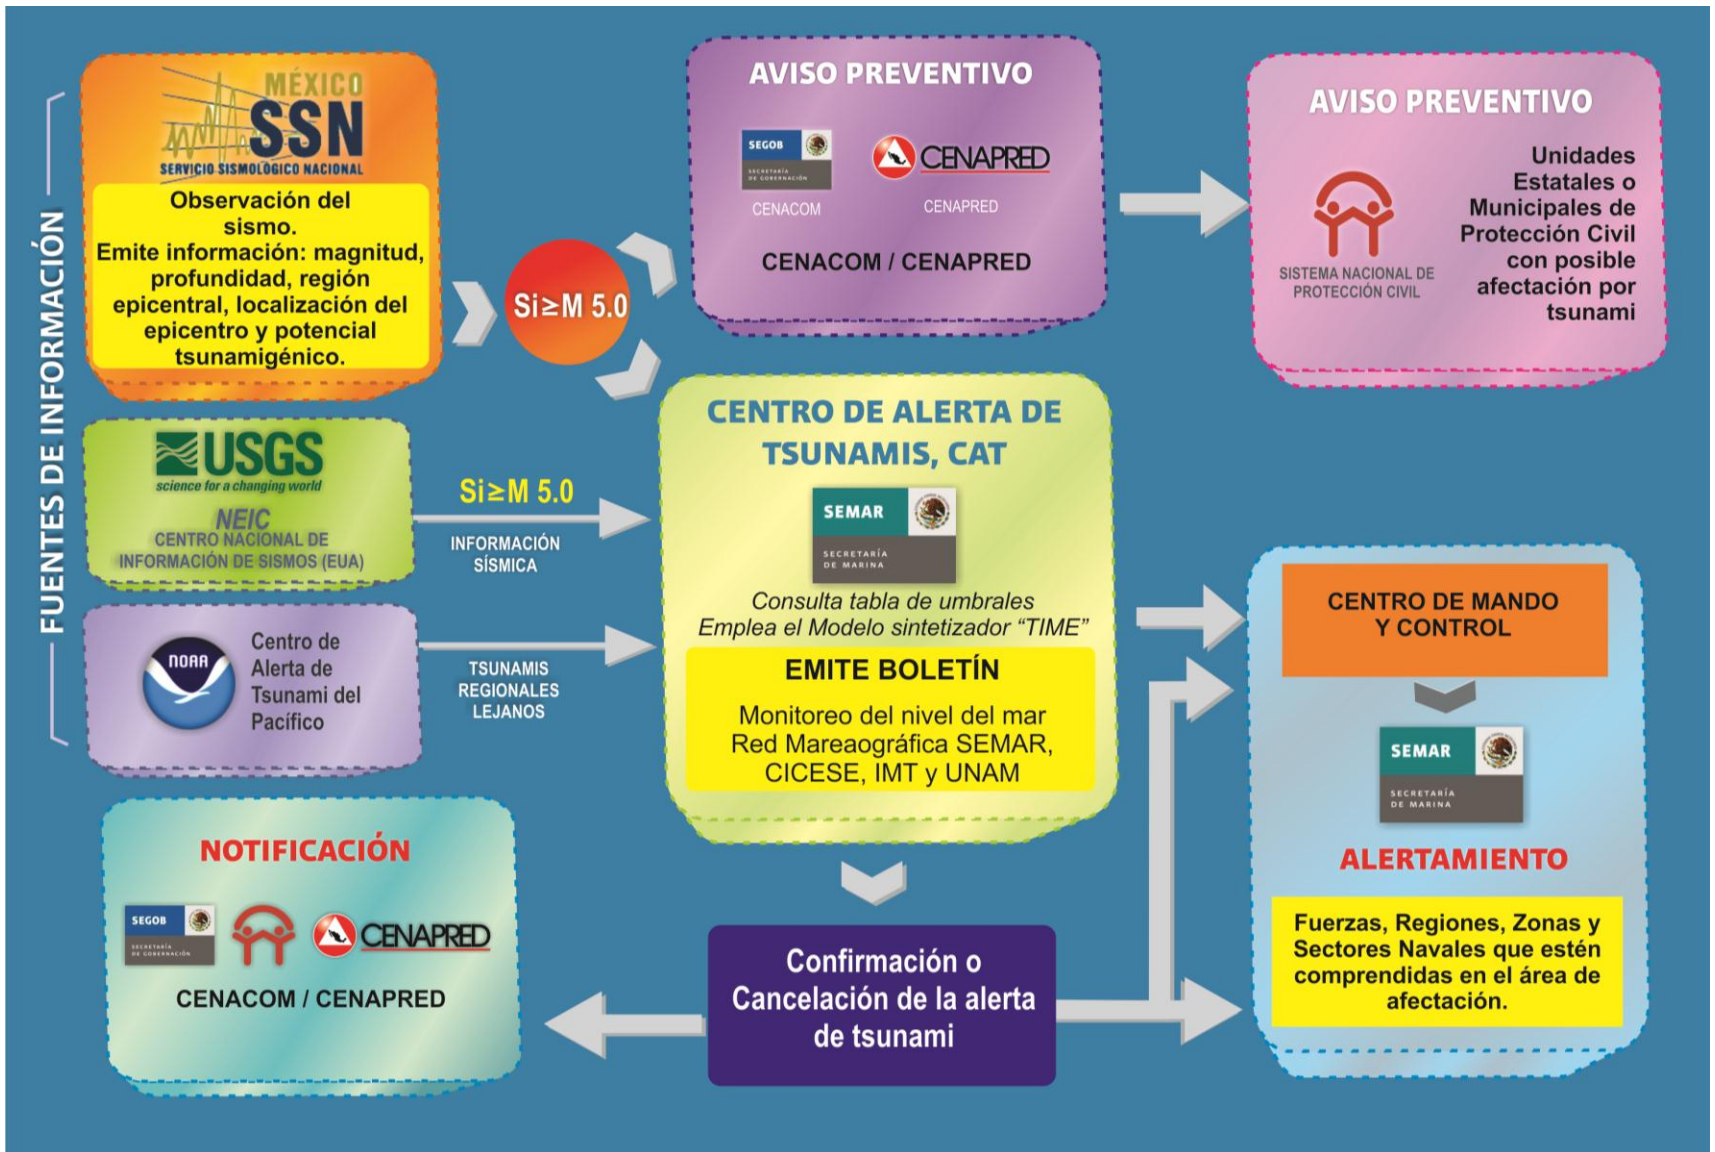 FUENTES DE INFORMACIÓN
MÉXICO
SSN
SERVICIO SISMOLÓGICO NACIONAL
Observación del
sismo.
Emite información: magnitud,
profundidad, región
epicentral, localización del
epicentro y potencial
tsunamigénico.
Si≥M 5.0
AVISO PREVENTIVO
SEGOB
SECRETARÍA
DE GOBERNACIÓN
CENACOM
CENAPRED
CENAPRED
CENACOM / CENAPRED
AVISO PREVENTIVO
SISTEMA NACIONAL DE
PROTECCIÓN CIVIL
Unidades
Estatales o
Municipales de
Protección Civil
con posible
afectación por
tsunami
USGS
science for a changing world
NEIC
CENTRO NACIONAL DE
INFORMACIÓN DE SISMOS (EUA)
Si≥M 5.0
INFORMACIÓN
SÍSMICA
NOAA
Centro de
Alerta de
Tsunami del
Pacífico
TSUNAMIS
REGIONALES
LEJANOS
CENTRO DE ALERTA DE
TSUNAMIS, CAT
SEMAR
SECRETARÍA
DE MARINA
Consulta tabla de umbrales
Emplea el Modelo sintetizador “TIME”
EMITE BOLETÍN
Monitoreo del nivel del mar
Red Mareaográfica SEMAR,
CICESE, IMT y UNAM
CENTRO DE MANDO
Y CONTROL
SEMAR
SECRETARÍA
DE MARINA
ALERTAMIENTO
Fuerzas, Regiones, Zonas y
Sectores Navales que estén
comprendidas en el área de
afectación.
Confirmación o
Cancelación de la alerta
de tsunami
NOTIFICACIÓN
SEGOB
SECRETARÍA
DE GOBERNACIÓN
CENAPRED
CENACOM / CENAPRED